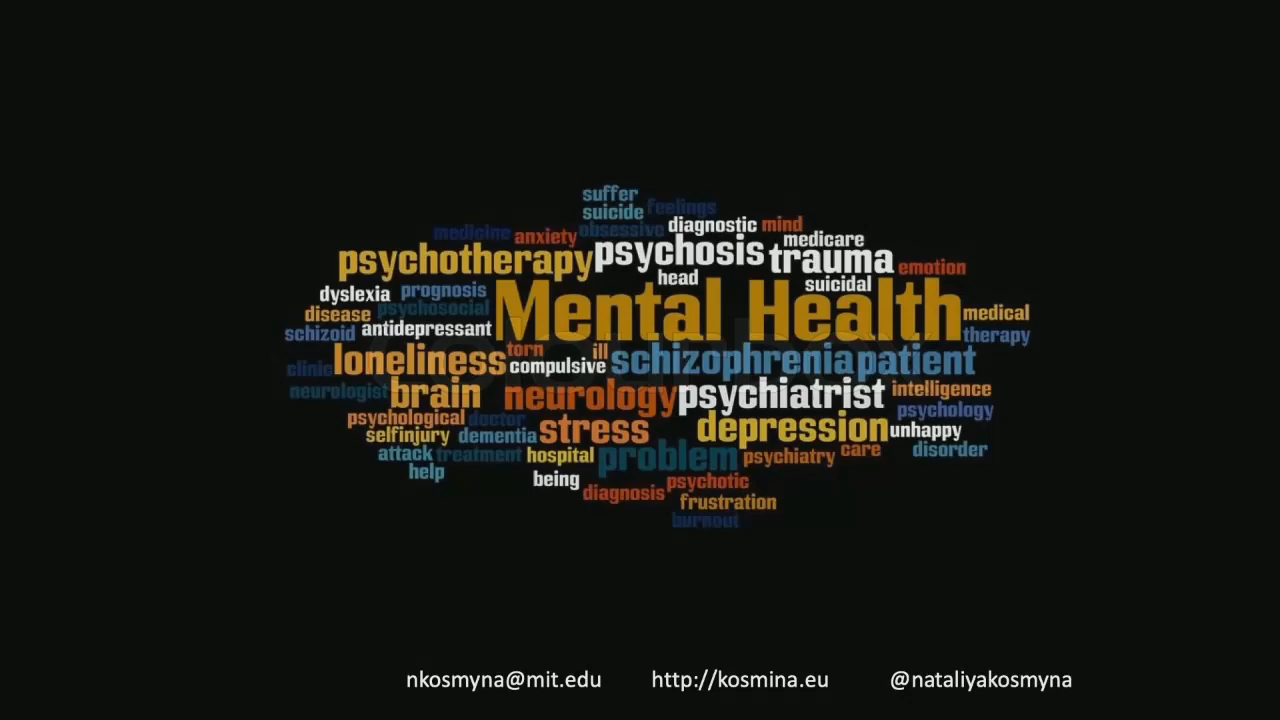 suffer
suicide feelings
obsessive diagnostic mind
medicine anxiety psychosis medicare
psychotherapy trauma emotion
head suicidal
dyslexia prognosis Mental Health medical
disease psychosocial
schizoid antidepressant therapy
loneliness torn ill schizophrenia patient
clinic compulsive
neurologist brain neurology psychiatrist intelligence
psychological doctor psychology
selfinjury dementia stress depression unhappy
attack treatment hospital problem psychiatry care disorder
help being psychotic
diagnosis frustration
burnout
nkosmyna@mit.edu http://kosmina.eu @nataliyakosmyna